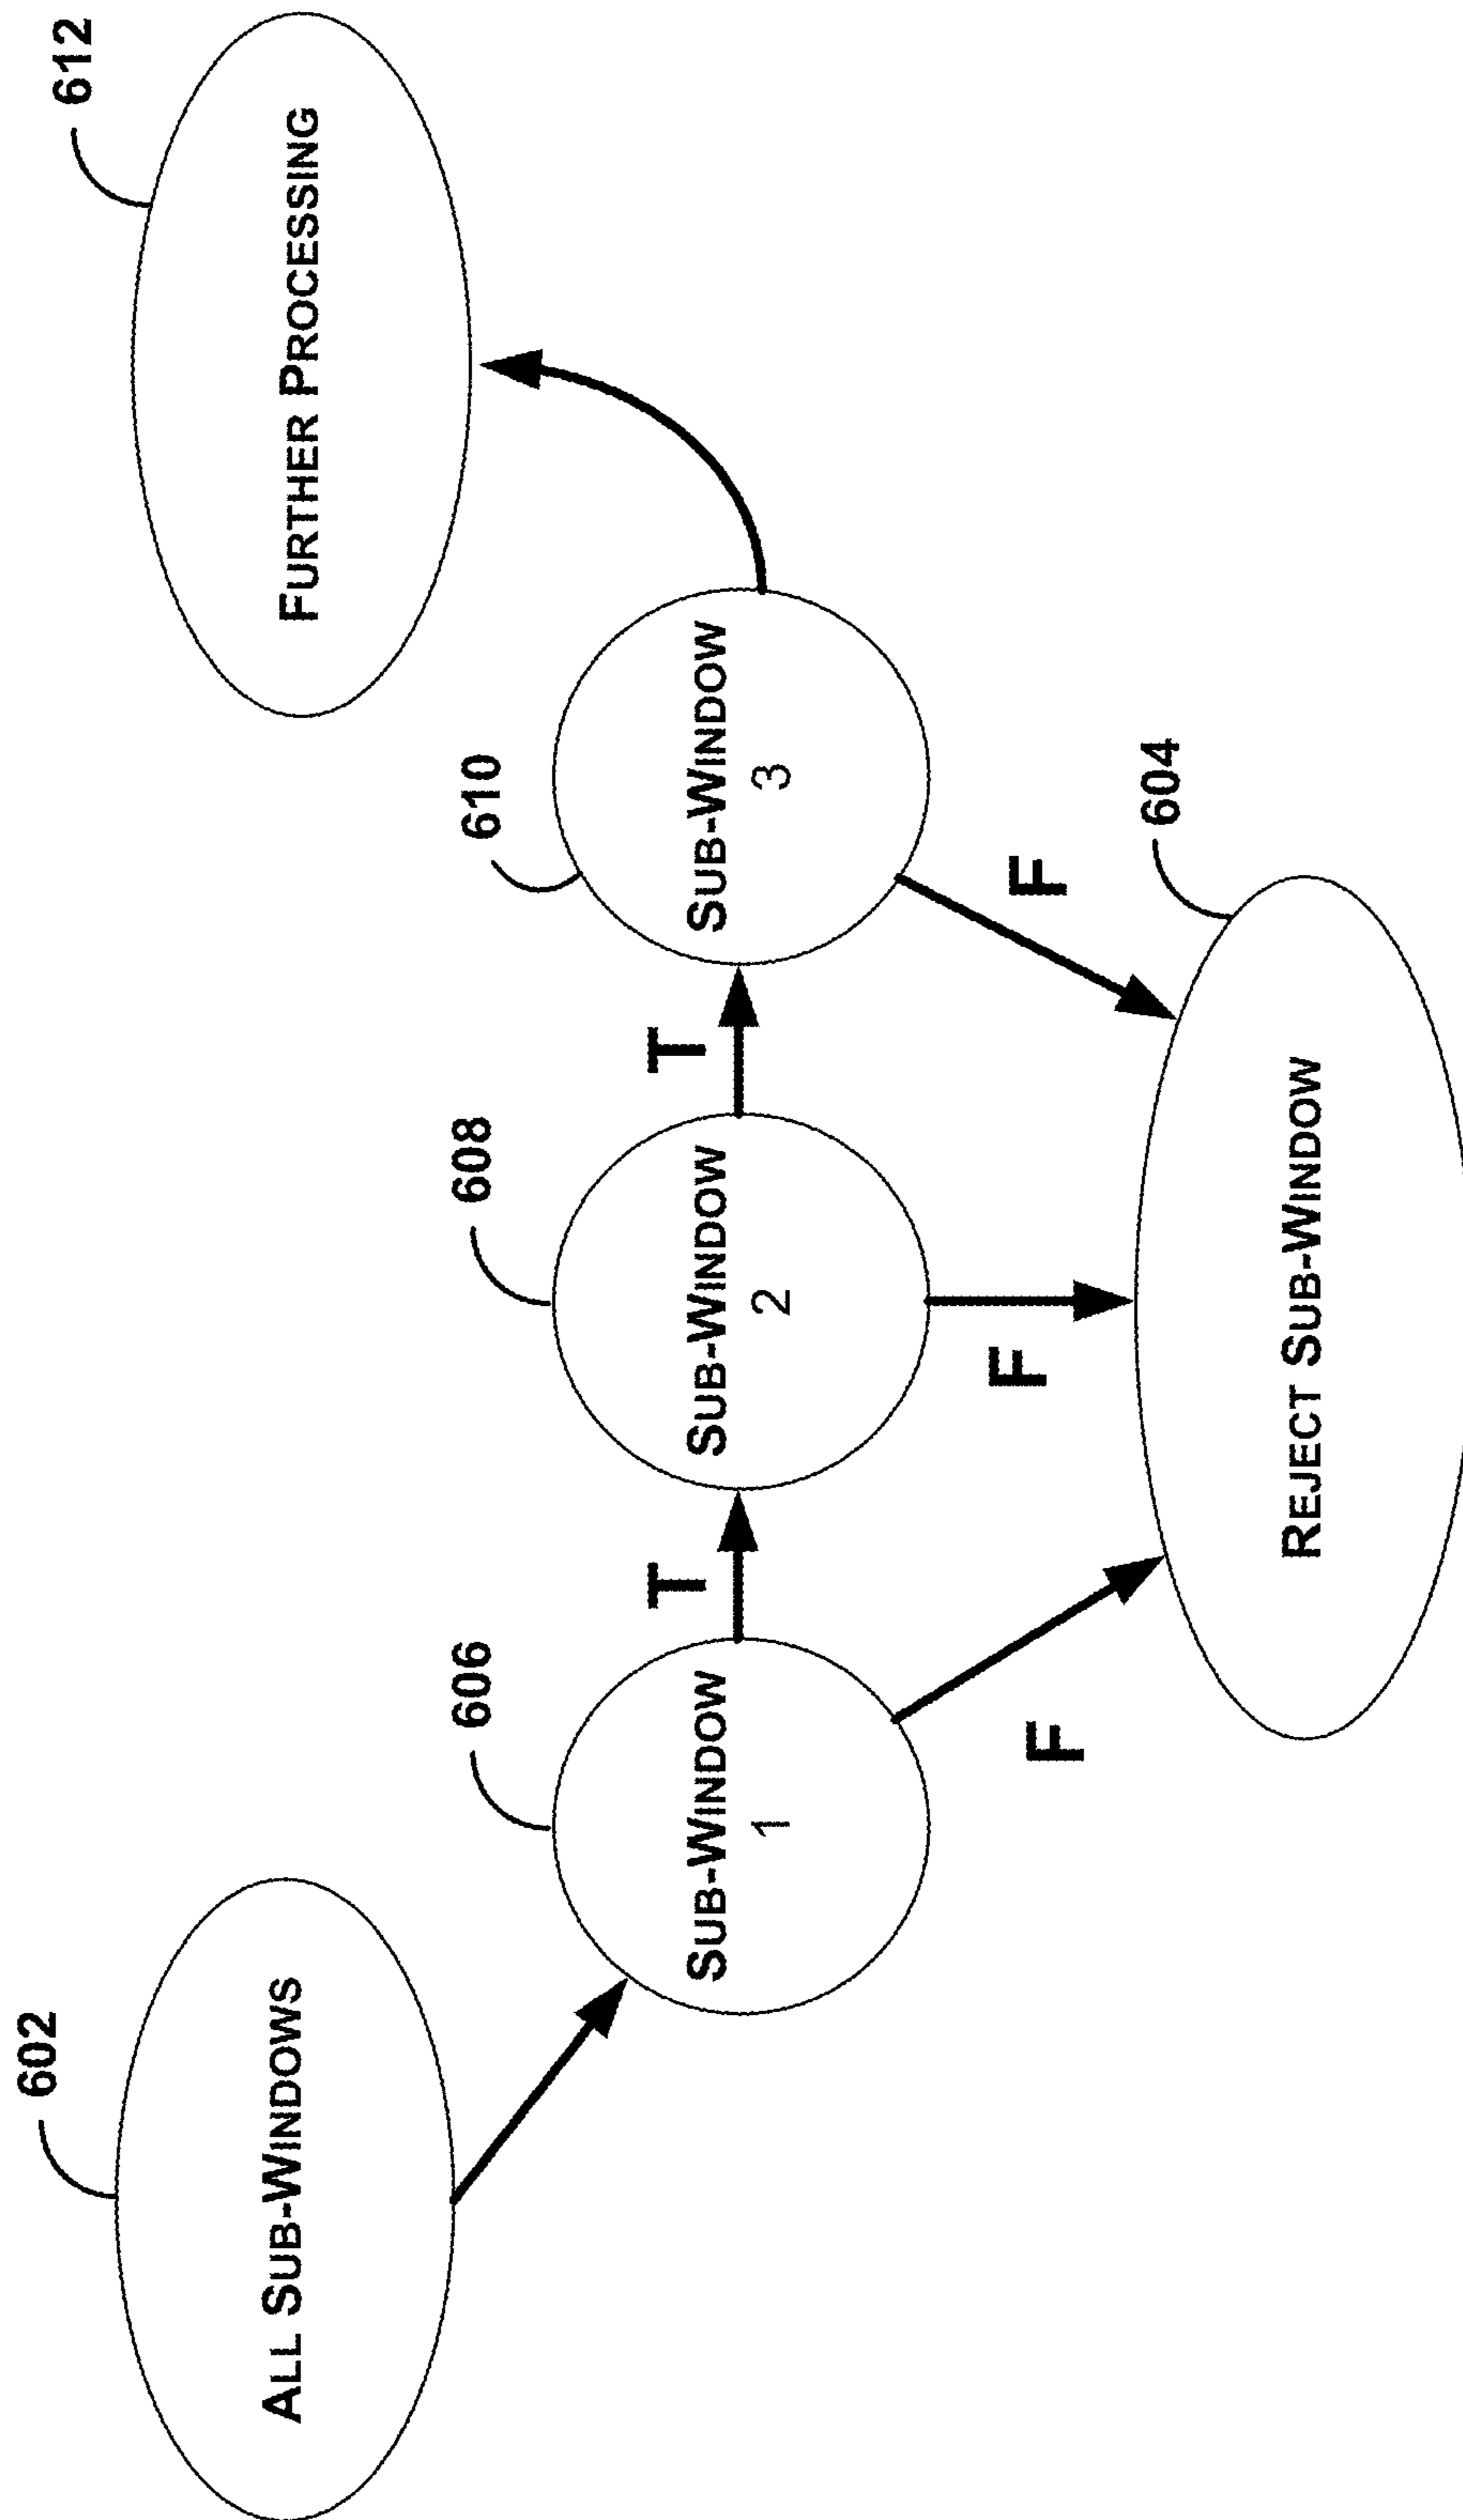 602
ALL SUB-WINDOWS
606
SUB-WINDOW
1
T
F
608
SUB-WINDOW
2
T
F
610
SUB-WINDOW
3
F
612
FURTHER PROCESSING
604
REJECT SUB-WINDOW